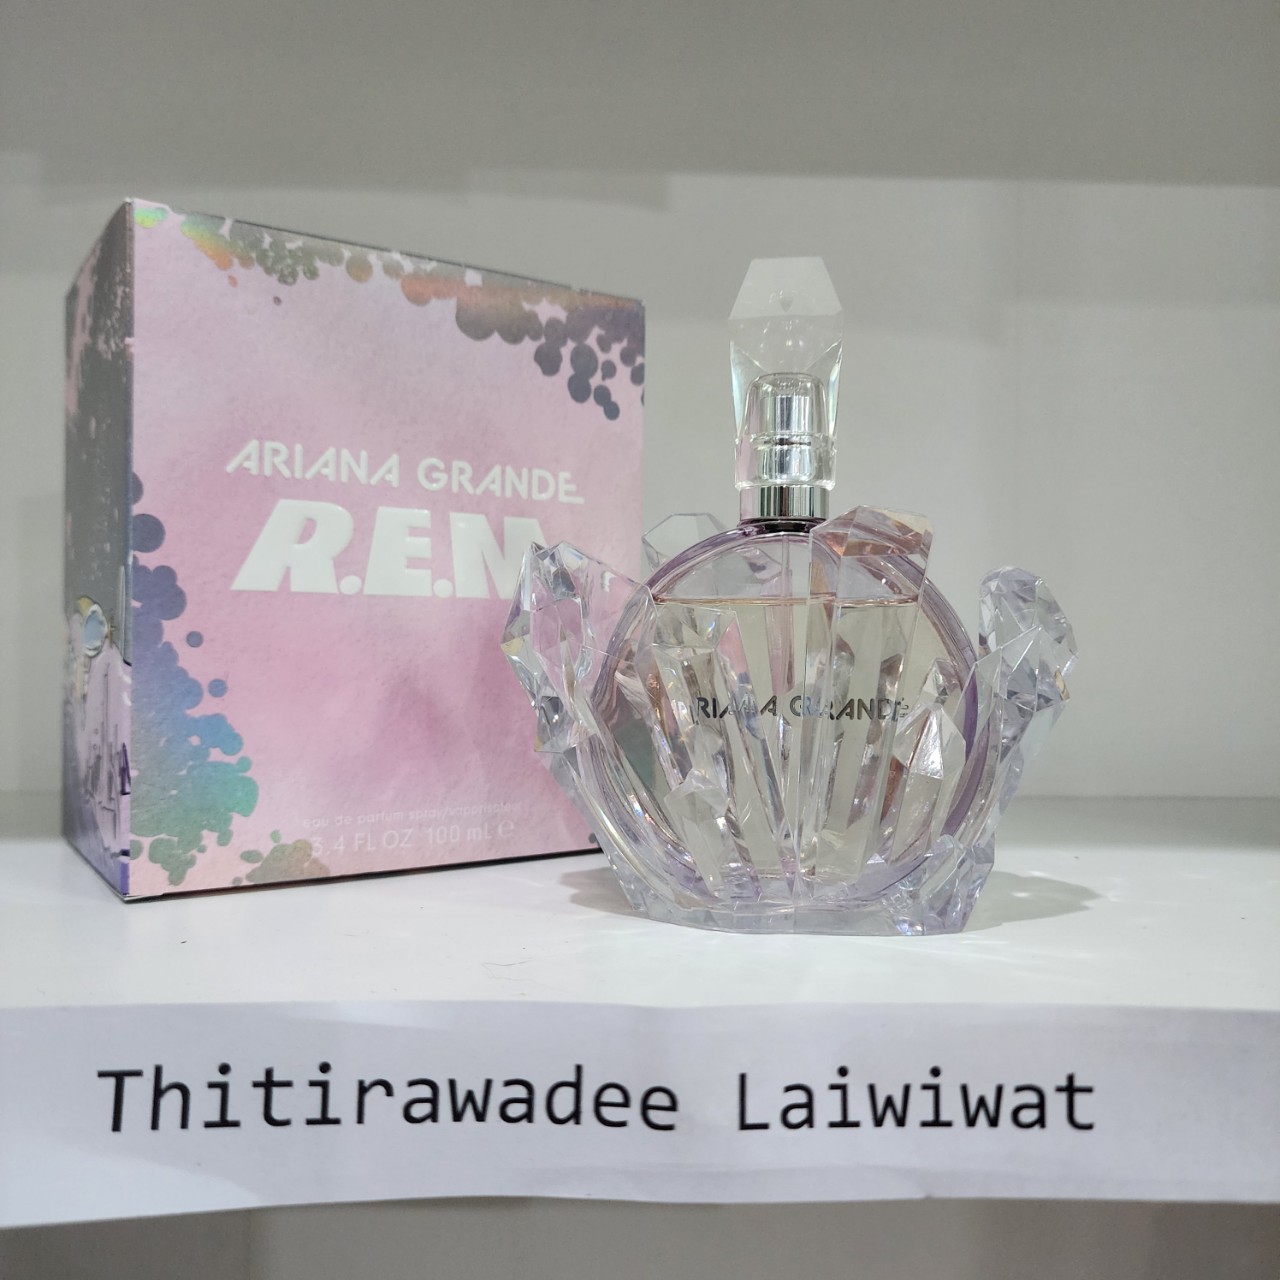 ARIANA GRANDE
R.E.M.
eau de parfum spray/vaporisateur
3.4 FL OZ 100 mL ℮
ARIANA GRANDE
Thitirawadee Laiwiwat